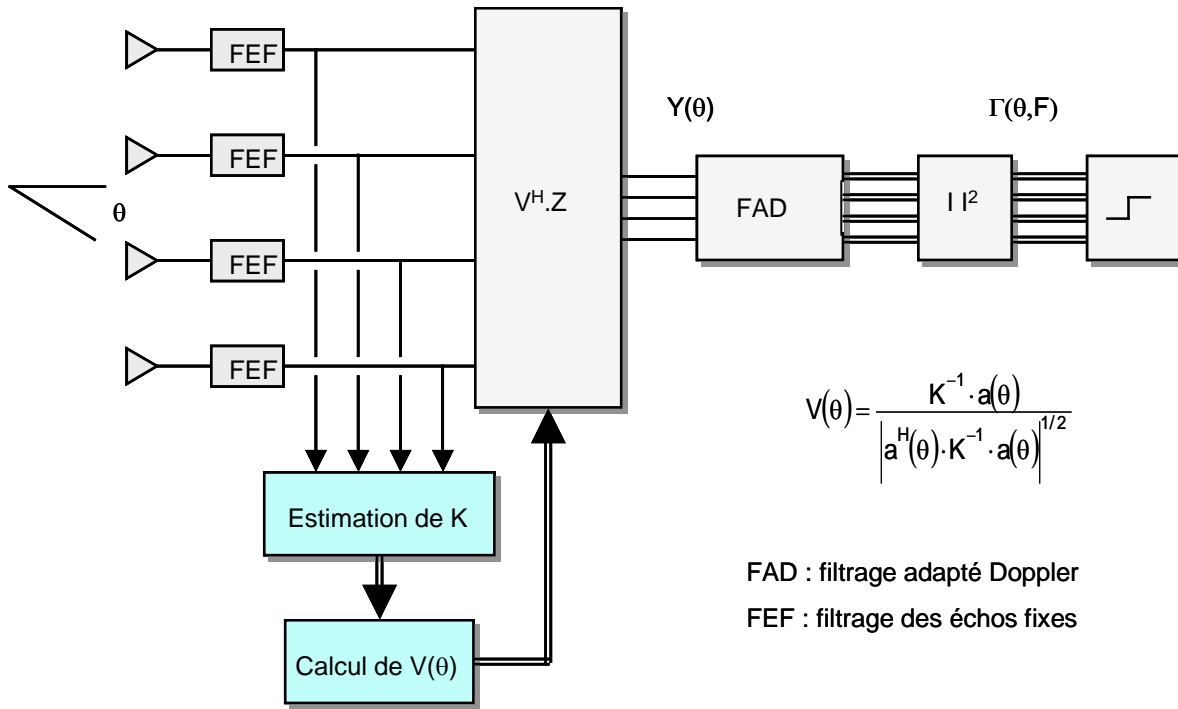 FEF
FEF
FEF
FEF
θ
V^H.Z
Y(θ)
FAD
Γ(θ,F)
I I²
V(θ) = K⁻¹ · a(θ) / |a^H(θ) · K⁻¹ · a(θ)|^1/2
Estimation de K
Calcul de V(θ)
FAD : filtrage adapté Doppler
FEF : filtrage des échos fixes